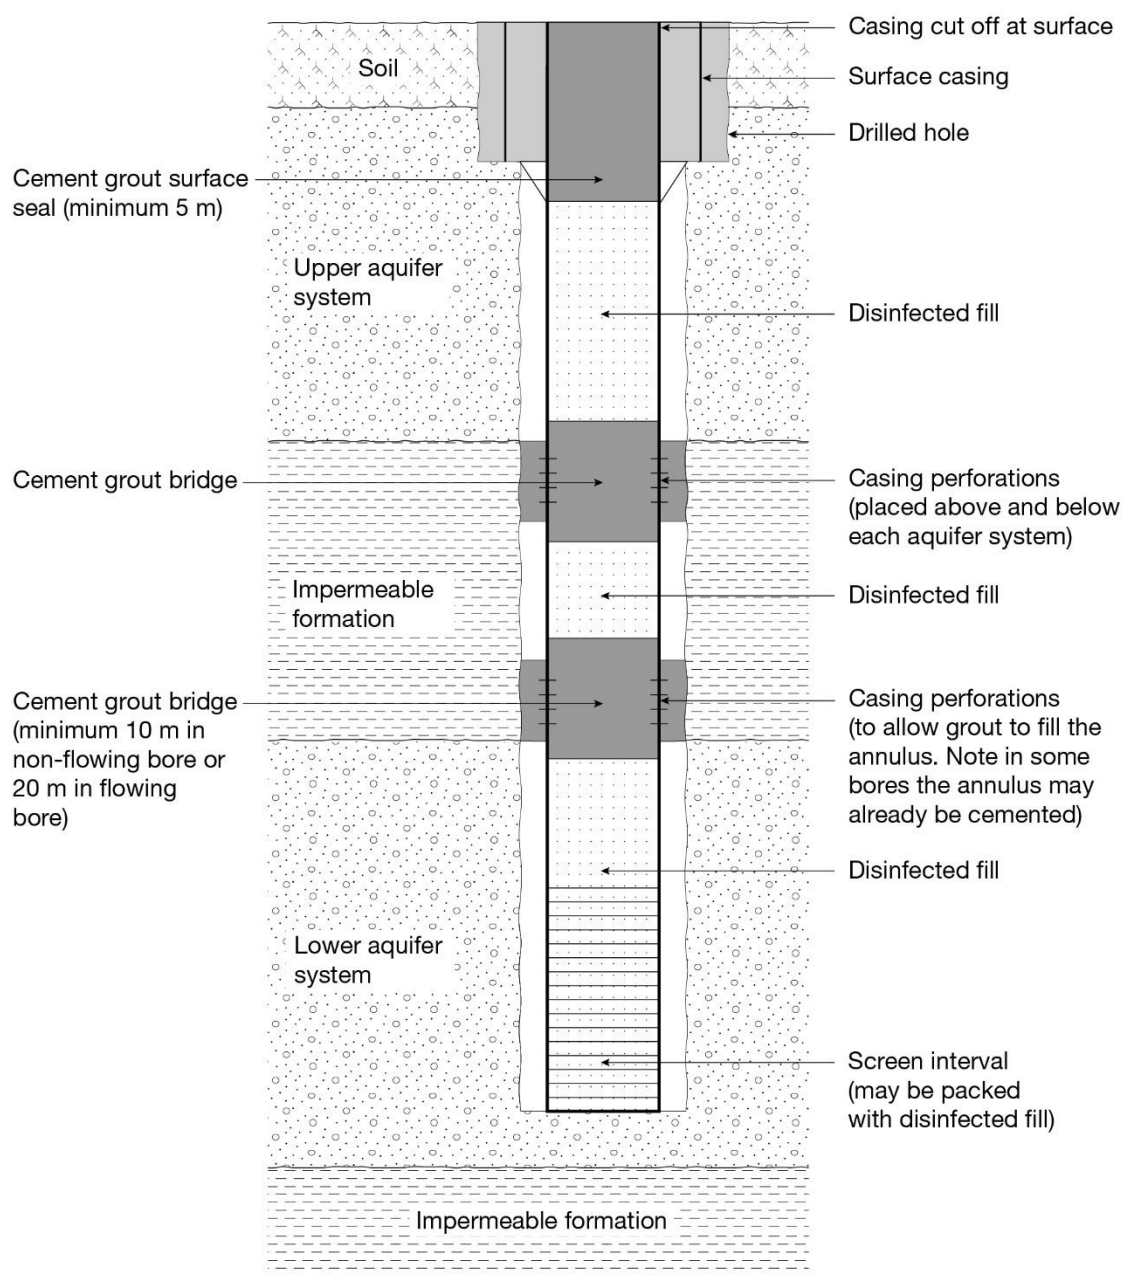 Casing cut off at surface
Soil
Surface casing
Drilled hole
Cement grout surface
seal (minimum 5 m)
Upper aquifer
system
Disinfected fill
Cement grout bridge
Casing perforations
(placed above and below
each aquifer system)
Impermeable
formation
Disinfected fill
Cement grout bridge
(minimum 10 m in
non-flowing bore or
20 m in flowing
bore)
Casing perforations
(to allow grout to fill the
annulus. Note in some
bores the annulus may
already be cemented)
Disinfected fill
Lower aquifer
system
Screen interval
(may be packed
with disinfected fill)
Impermeable formation